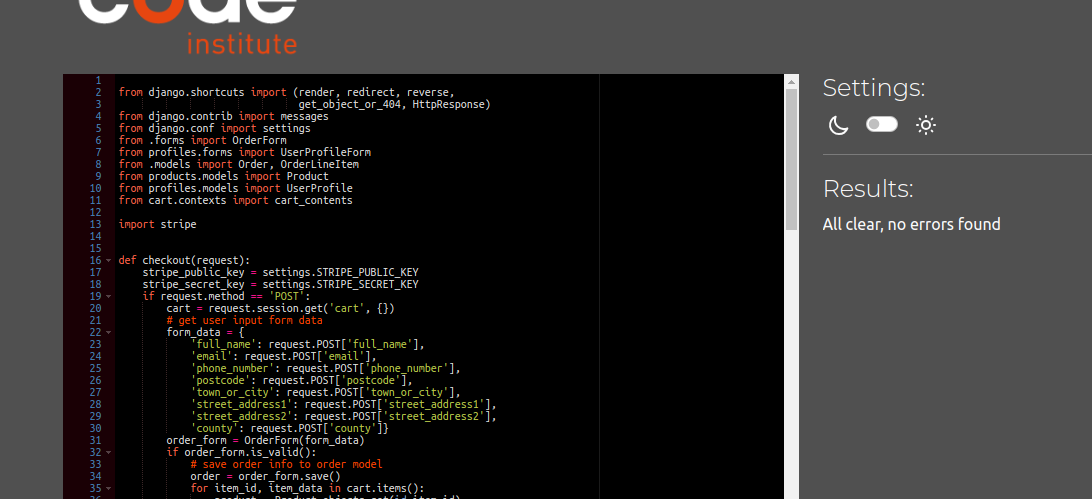 code
institute
Settings:
Results:
All clear, no errors found
1
2 from django.shortcuts import (render, redirect, reverse,
3 get_object_or_404, HttpResponse)
4 from django.contrib import messages
5 from django.conf import settings
6 from .forms import OrderForm
7 from profiles.forms import UserProfileForm
8 from .models import Order, OrderLineItem
9 from products.models import Product
10 from profiles.models import UserProfile
11 from cart.contexts import cart_contents
12
13 import stripe
14
15
16 def checkout(request):
17 stripe_public_key = settings.STRIPE_PUBLIC_KEY
18 stripe_secret_key = settings.STRIPE_SECRET_KEY
19 if request.method == 'POST':
20 cart = request.session.get('cart', {})
21 # get user input form data
22 form_data = {
23 'full_name': request.POST['full_name'],
24 'email': request.POST['email'],
25 'phone_number': request.POST['phone_number'],
26 'postcode': request.POST['postcode'],
27 'town_or_city': request.POST['town_or_city'],
28 'street_address1': request.POST['street_address1'],
29 'street_address2': request.POST['street_address2'],
30 'county': request.POST['county']}
31 order_form = OrderForm(form_data)
32 if order_form.is_valid():
33 # save order info to order model
34 order = order_form.save()
35 for item_id, item_data in cart.items():